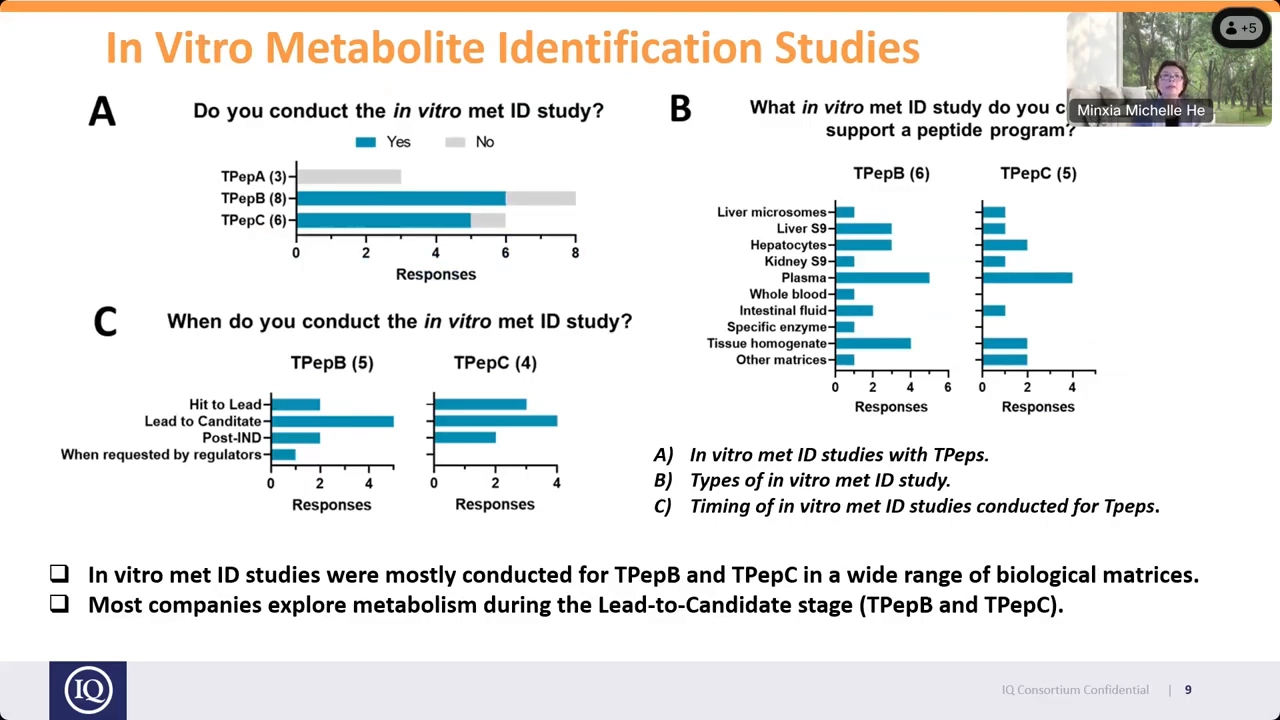 In Vitro Metabolite Identification Studies
+5
Minxia Michelle He
A
Do you conduct the in vitro met ID study?
Yes No
TPepA (3)
TPepB (8)
TPepC (6)
0 2 4 6 8
Responses
B
What in vitro met ID study do you c
support a peptide program?
TPepB (6) TPepC (5)
Liver microsomes
Liver S9
Hepatocytes
Kidney S9
Plasma
Whole blood
Intestinal fluid
Specific enzyme
Tissue homogenate
Other matrices
0 2 4 6 0 2 4
Responses Responses
C
When do you conduct the in vitro met ID study?
TPepB (5) TPepC (4)
Hit to Lead
Lead to Canditate
Post-IND
When requested by regulators
0 2 4 0 2 4
Responses Responses
A) In vitro met ID studies with TPeps.
B) Types of in vitro met ID study.
C) Timing of in vitro met ID studies conducted for Tpeps.
❑ In vitro met ID studies were mostly conducted for TPepB and TPepC in a wide range of biological matrices.
❑ Most companies explore metabolism during the Lead-to-Candidate stage (TPepB and TPepC).
IQ
IQ Consortium Confidential | 9